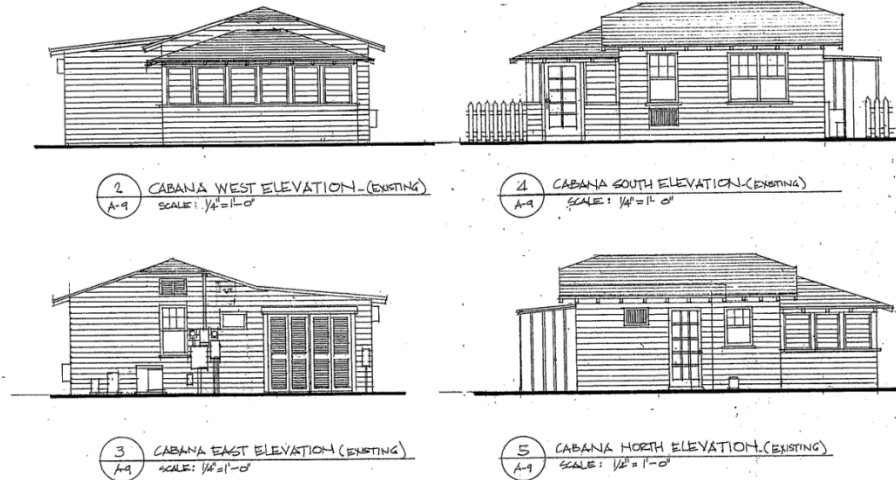 2 CABANA WEST ELEVATION-(EXISTING)
A-9 SCALE: 1/4"=1'-0"
4 CABANA SOUTH ELEVATION-(EXISTING)
A-9 SCALE: 1/4"=1'-0"
3 CABANA EAST ELEVATION (EXISTING)
A-9 SCALE: 1/4"=1'-0"
5 CABANA NORTH ELEVATION-(EXISTING)
A-9 SCALE: 1/4"=1'-0"